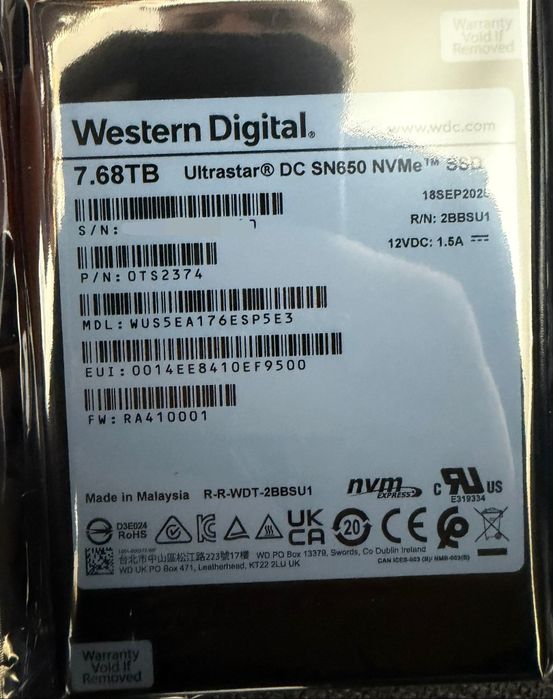 Warranty
Void If
Removed
Western Digital®
www.wdc.com
7.68TB Ultrastar® DC SN650 NVMe™ SSD
18SEP202
R/N: 2BBSU1
12VDC: 1.5A
S/N:
P/N:0TS2374
MDL:WUS5EA176ESP5E3
EUI:0014EE8410EF9500
FW:RA410001
Made in Malaysia R-R-WDT-2BBSU1
nvm EXPRESS
c RU US
E319334
D3E024
RoHS
UK
CA
20
CE
台北市中山區松江路223號17樓 WD PO Box 13379, Swords, Co Dublin Ireland
WD UK PO Box 471, Leatherhead, KT22 2LU UK
CAN ICES-003 (B)/ NMB-003(B)
Warranty
Void If
Removed